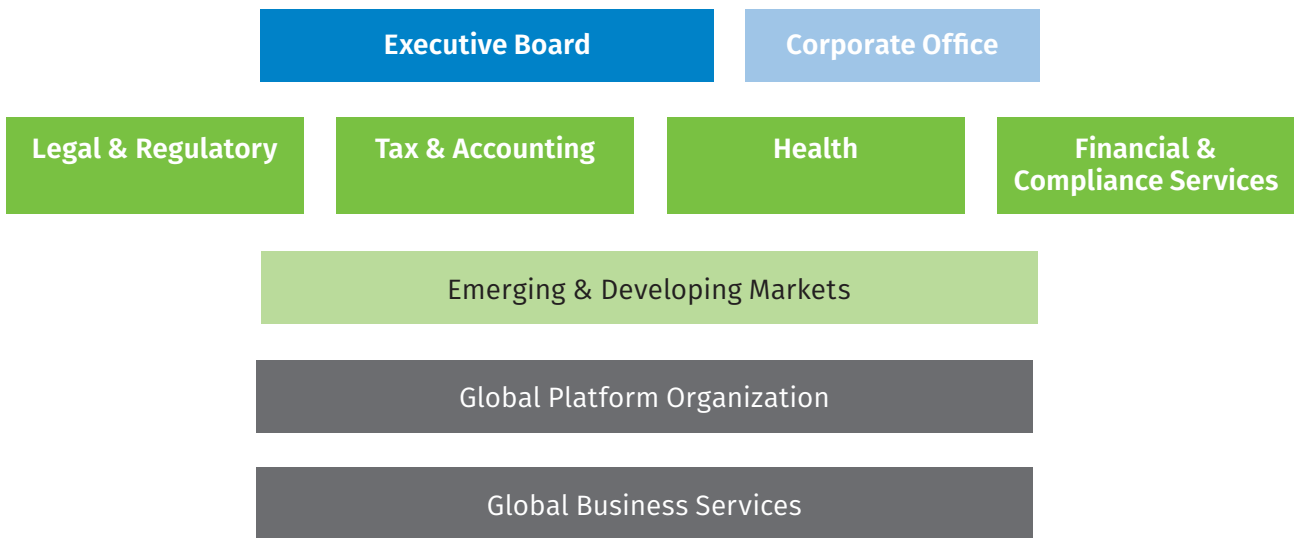 Executive Board
Corporate Office
Legal & Regulatory
Tax & Accounting
Health
Financial &
Compliance Services
Emerging & Developing Markets
Global Platform Organization
Global Business Services